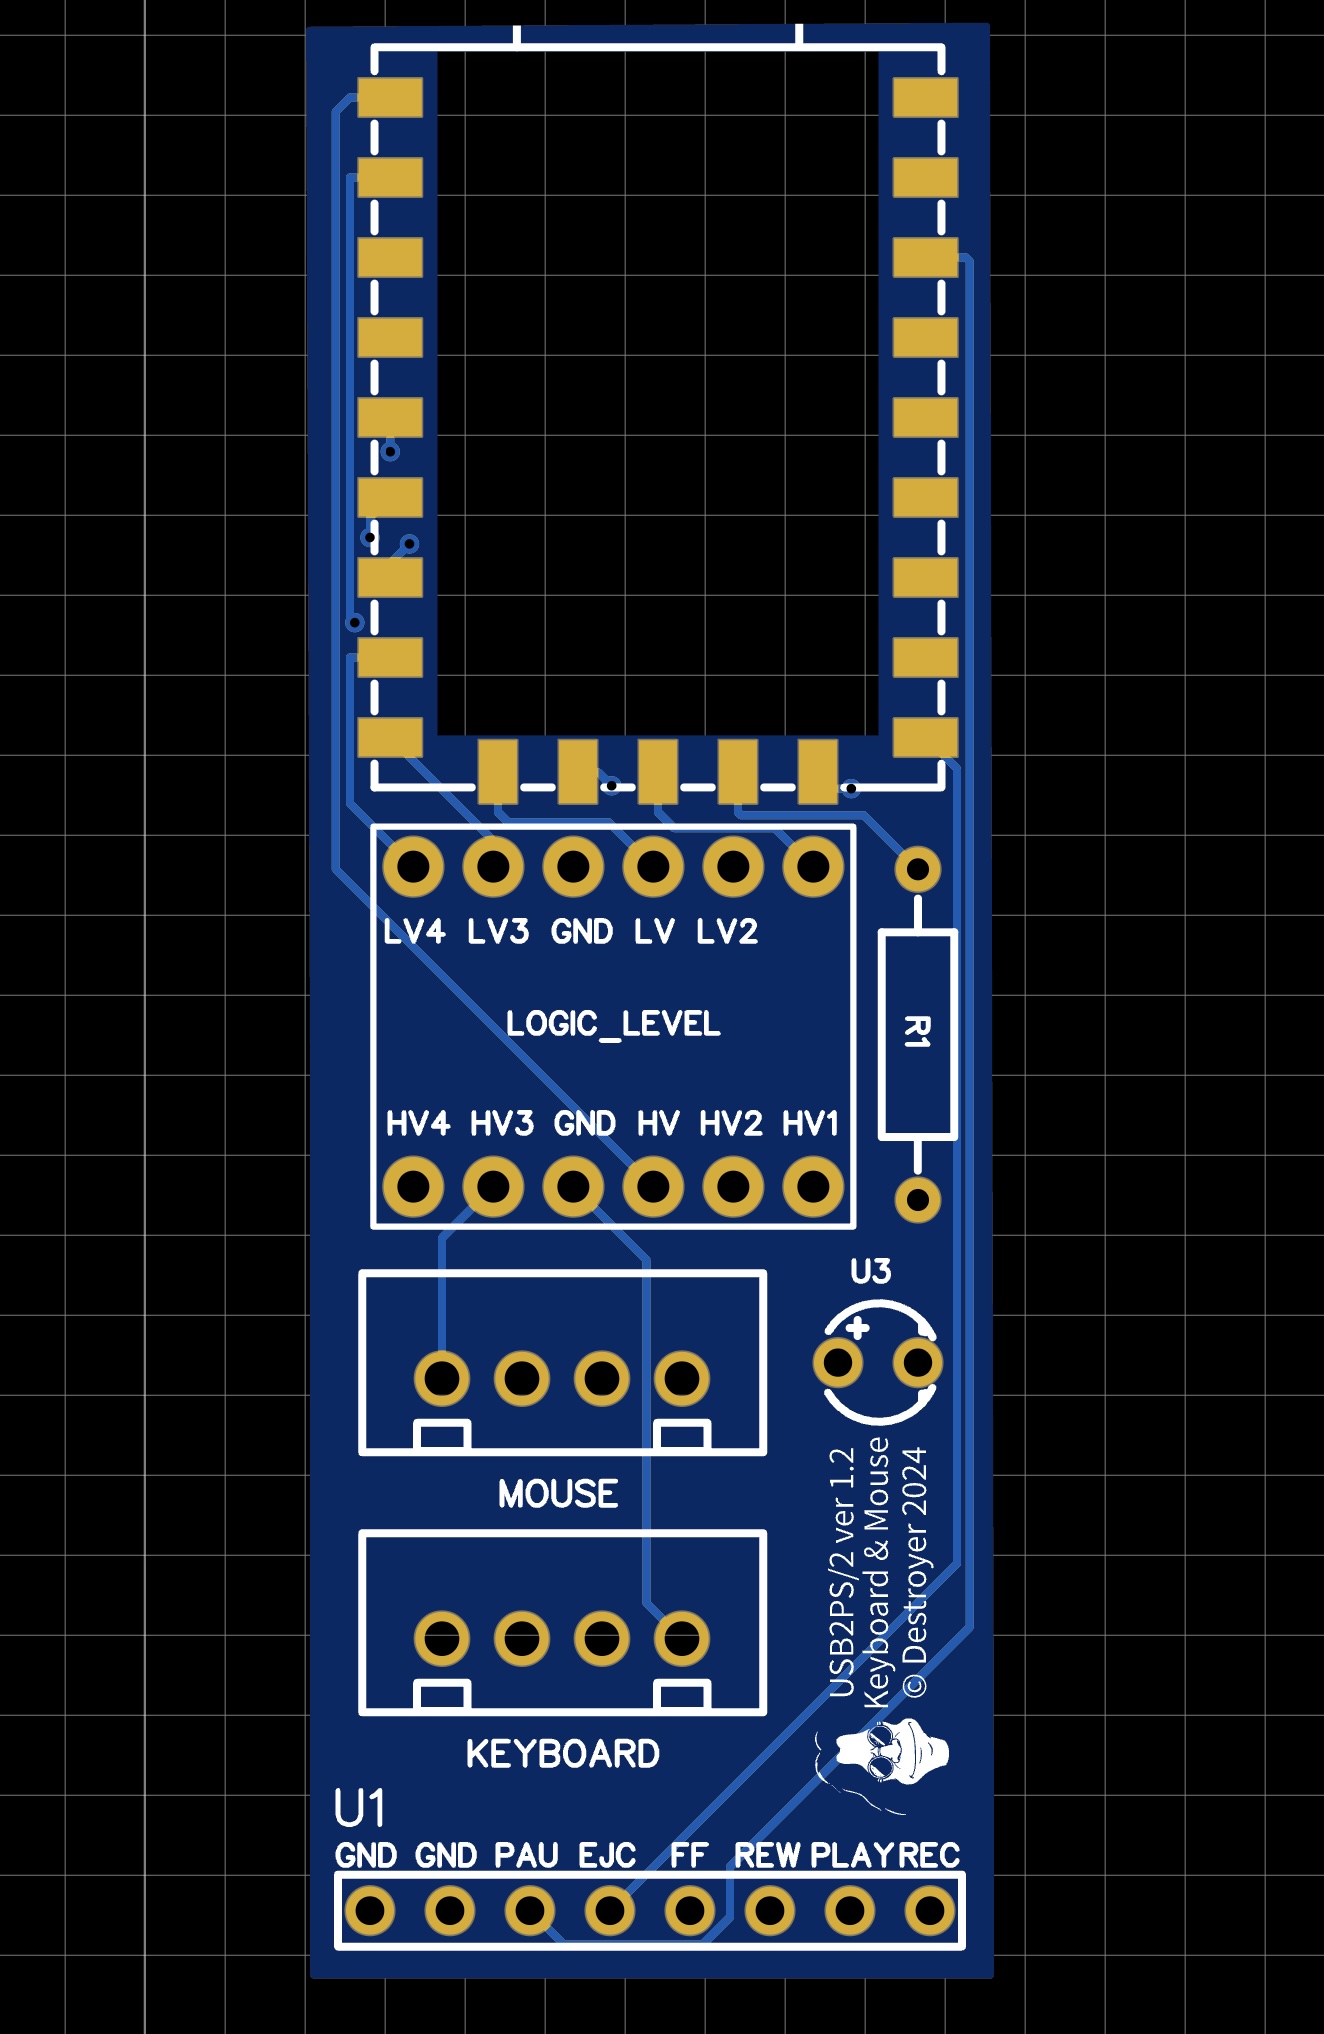 LV4 LV3 GND LV LV2
LOGIC_LEVEL
HV4 HV3 GND HV HV2 HV1
R1
U3
+
MOUSE
USB2PS/2 ver 1.2
Keyboard & Mouse
© Destroyer 2024
KEYBOARD
U1
GND GND PAU EJC FF REW PLAY REC